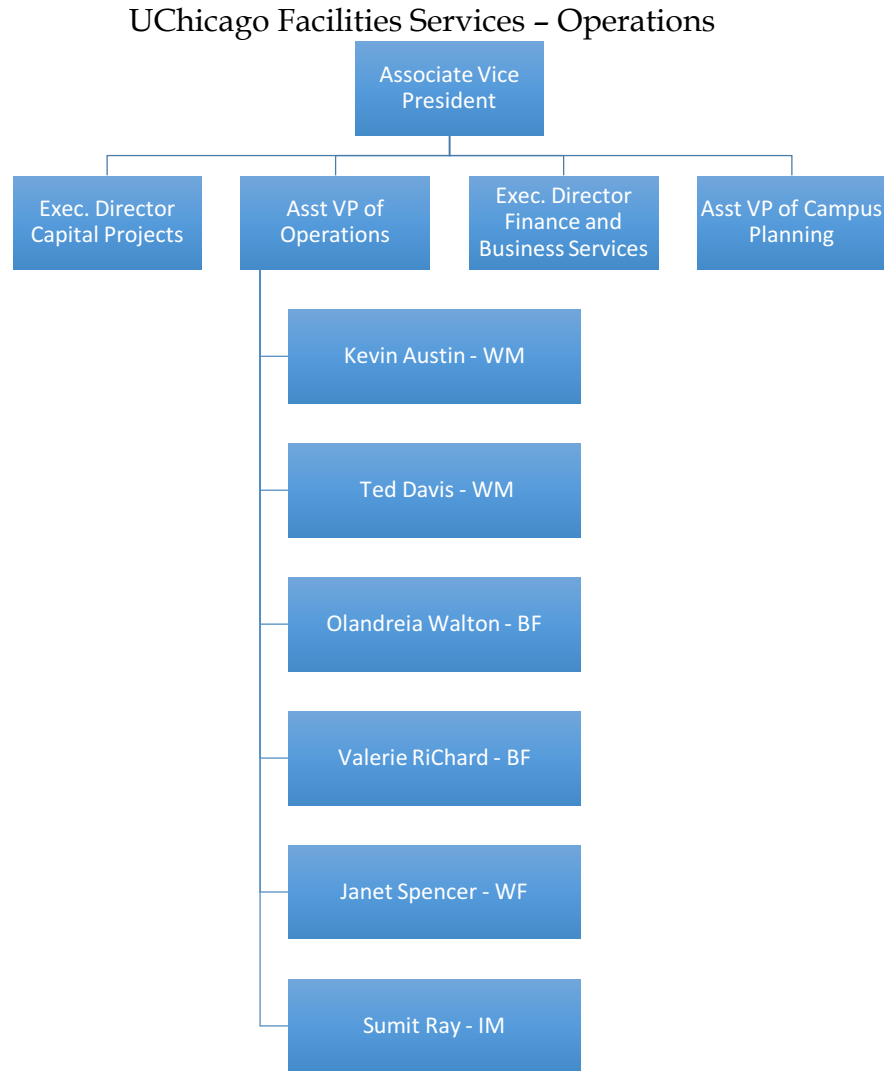 UChicago Facilities Services – Operations
Associate Vice
President
Exec. Director
Capital Projects
Asst VP of
Operations
Exec. Director
Finance and
Business Services
Asst VP of Campus
Planning
Kevin Austin - WM
Ted Davis - WM
Olandreia Walton - BF
Valerie RiChard - BF
Janet Spencer - WF
Sumit Ray - IM